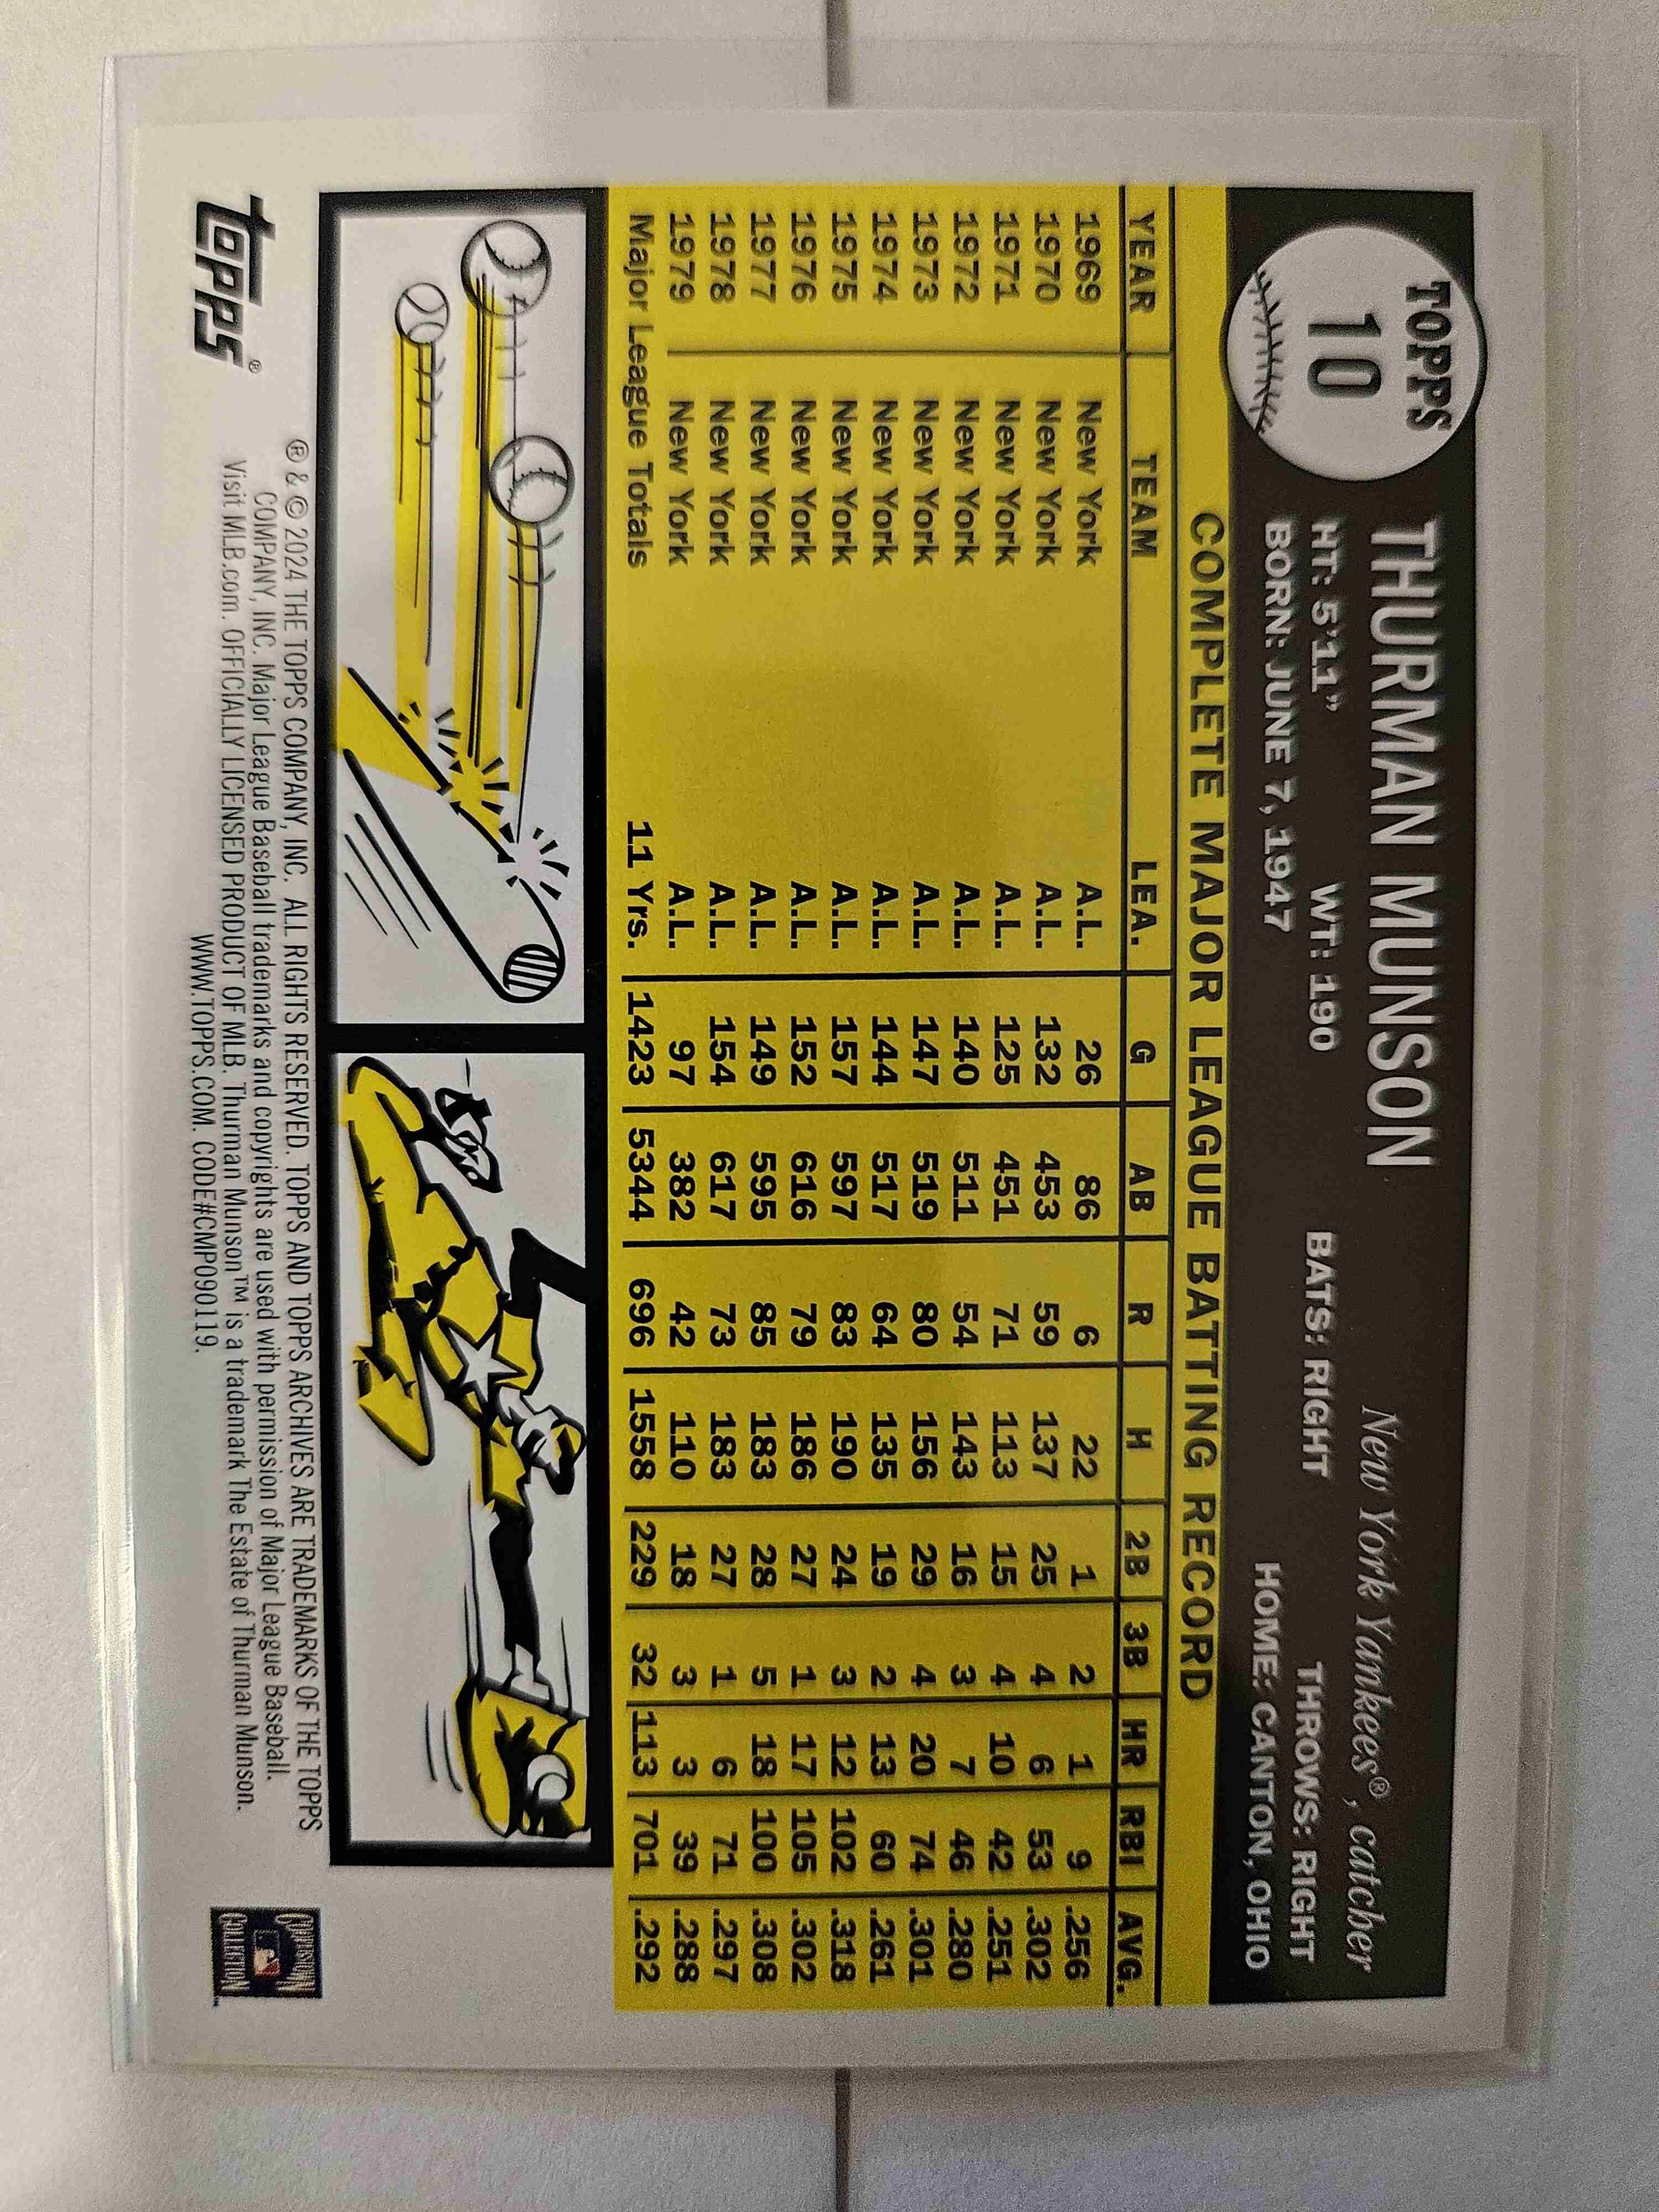 TOPPS
10
THURMAN MUNSON
New York Yankees®, catcher
HT: 5'11" WT: 190 BATS: RIGHT THROWS: RIGHT
BORN: JUNE 7, 1947 HOME: CANTON, OHIO
COMPLETE MAJOR LEAGUE BATTING RECORD
YEAR TEAM LEA. G AB R H 2B 3B HR RBI AVG.
1969 New York A.L. 26 86 6 22 1 2 1 9 .256
1970 New York A.L. 132 453 59 137 25 4 6 53 .302
1971 New York A.L. 125 451 71 113 15 4 10 42 .251
1972 New York A.L. 140 511 54 143 16 3 7 46 .280
1973 New York A.L. 147 519 80 156 29 4 20 74 .301
1974 New York A.L. 144 517 64 135 19 2 13 60 .261
1975 New York A.L. 157 597 83 190 24 3 12 102 .318
1976 New York A.L. 152 616 79 186 27 1 17 105 .302
1977 New York A.L. 149 595 85 183 28 5 18 100 .308
1978 New York A.L. 154 617 73 183 27 1 6 71 .297
1979 New York A.L. 97 382 42 110 18 3 3 39 .288
Major League Totals 11 Yrs. 1423 5344 696 1558 229 32 113 701 .292
topps®
® & © 2024 THE TOPPS COMPANY, INC. ALL RIGHTS RESERVED. TOPPS AND TOPPS ARCHIVES ARE TRADEMARKS OF THE TOPPS
COMPANY, INC. Major League Baseball trademarks and copyrights are used with permission of Major League Baseball.
Visit MLB.com. OFFICIALLY LICENSED PRODUCT OF MLB. Thurman Munson™ is a trademark The Estate of Thurman Munson.
WWW.TOPPS.COM. CODE#CMP090119.
COOPERSTOWN
COLLECTION™